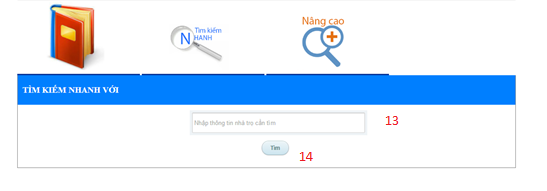 Nâng cao
Tìm kiếm
NHANH
TÌM KIẾM NHANH VỚI
Nhập thông tin nhà trọ cần tìm
13
Tìm
14